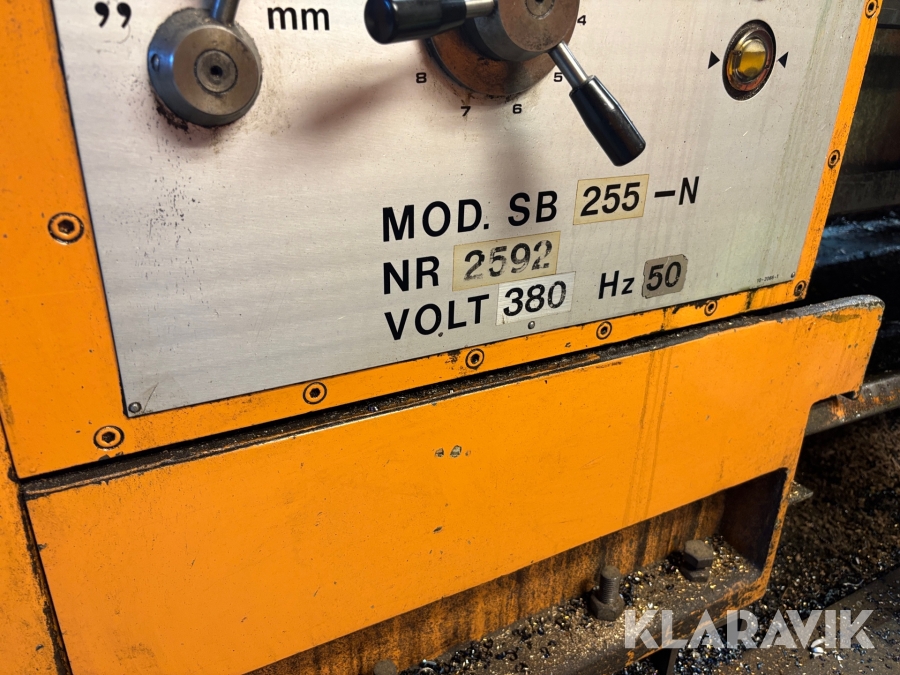 ” mm
4
5
6
7
8
MOD. SB 255-N
NR 2592
VOLT 380 Hz 50
KLARAVIK